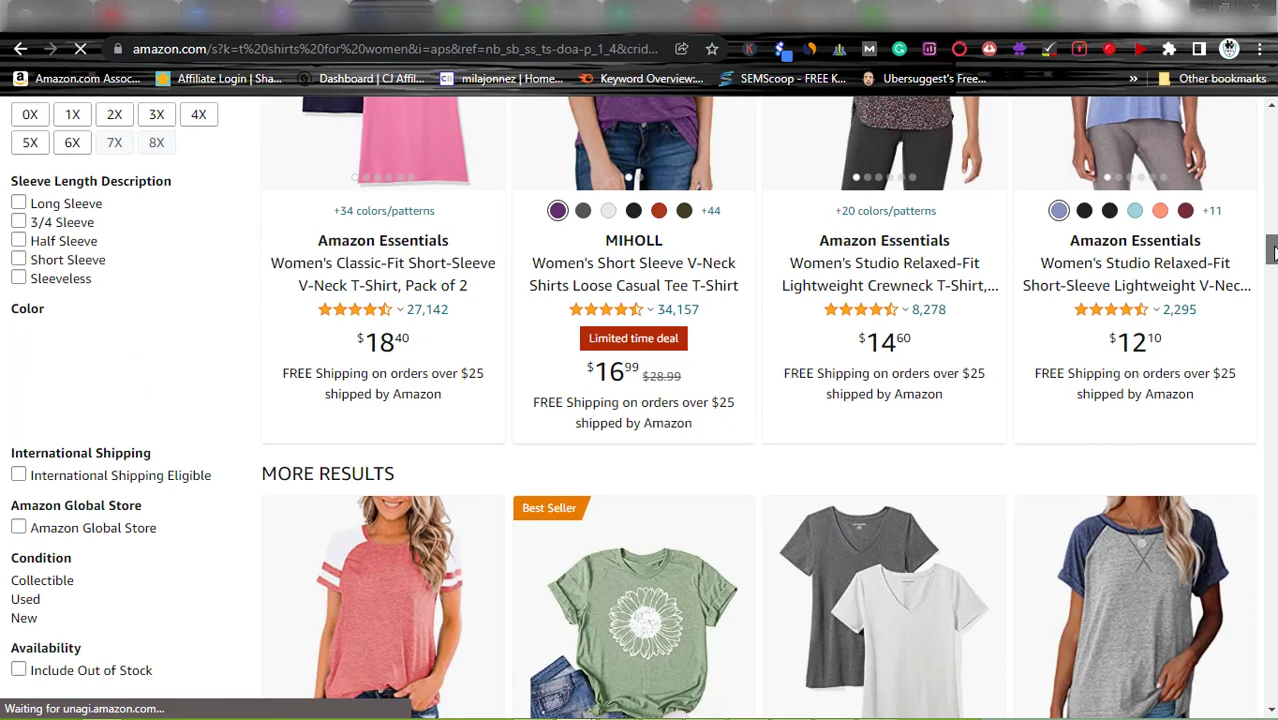 amazon.com/s?k=t%20shirts%20for%20women&i=aps&ref=nb_sb_ss_ts-doa-p_1_4&crid...
Amazon.com Assoc...
Affiliate Login | Sha...
Dashboard | CJ Affil...
milajonnez | Home...
Keyword Overview...
SEMScoop - FREE K...
Ubersuggest's Free...
»
Other bookmarks
0X 1X 2X 3X 4X
5X 6X 7X 8X
Sleeve Length Description
Long Sleeve
3/4 Sleeve
Half Sleeve
Short Sleeve
Sleeveless
Color
International Shipping
International Shipping Eligible
Amazon Global Store
Amazon Global Store
Condition
Collectible
Used
New
Availability
Include Out of Stock
+34 colors/patterns
Amazon Essentials
Women's Classic-Fit Short-Sleeve
V-Neck T-Shirt, Pack of 2
27,142
$18 40
FREE Shipping on orders over $25
shipped by Amazon
+44
MIHOLL
Women's Short Sleeve V-Neck
Shirts Loose Casual Tee T-Shirt
34,157
Limited time deal
$16 99 $28.99
FREE Shipping on orders over $25
shipped by Amazon
+20 colors/patterns
Amazon Essentials
Women's Studio Relaxed-Fit
Lightweight Crewneck T-Shirt,...
8,278
$14 60
FREE Shipping on orders over $25
shipped by Amazon
+11
Amazon Essentials
Women's Studio Relaxed-Fit
Short-Sleeve Lightweight V-Nec...
2,295
$12 10
FREE Shipping on orders over $25
shipped by Amazon
MORE RESULTS
Best Seller
Waiting for unagi.amazon.com...